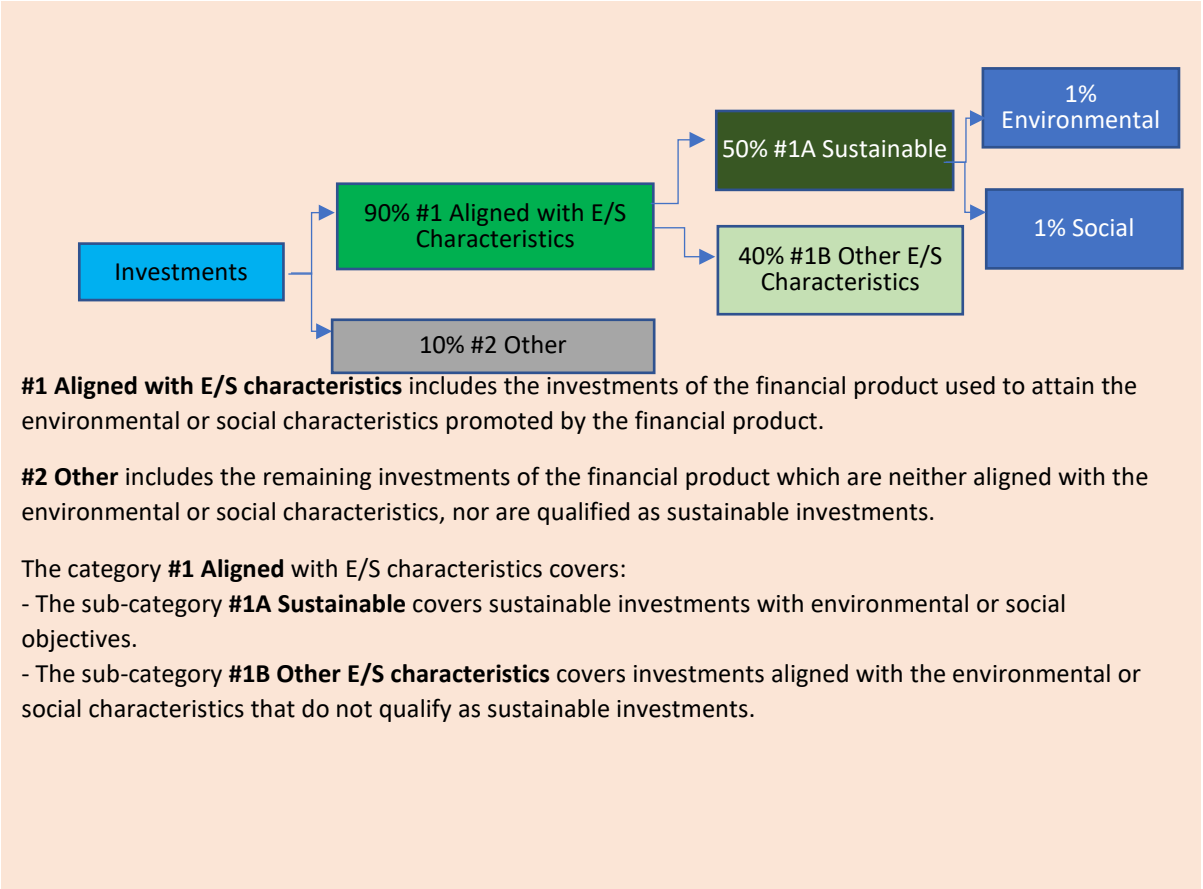 1%
Environmental
50% #1A Sustainable
90% #1 Aligned with E/S
Characteristics
1% Social
40% #1B Other E/S
Characteristics
Investments
10% #2 Other
#1 Aligned with E/S characteristics includes the investments of the financial product used to attain the
environmental or social characteristics promoted by the financial product.
#2 Other includes the remaining investments of the financial product which are neither aligned with the
environmental or social characteristics, nor are qualified as sustainable investments.
The category #1 Aligned with E/S characteristics covers:
- The sub-category #1A Sustainable covers sustainable investments with environmental or social
objectives.
- The sub-category #1B Other E/S characteristics covers investments aligned with the environmental or
social characteristics that do not qualify as sustainable investments.